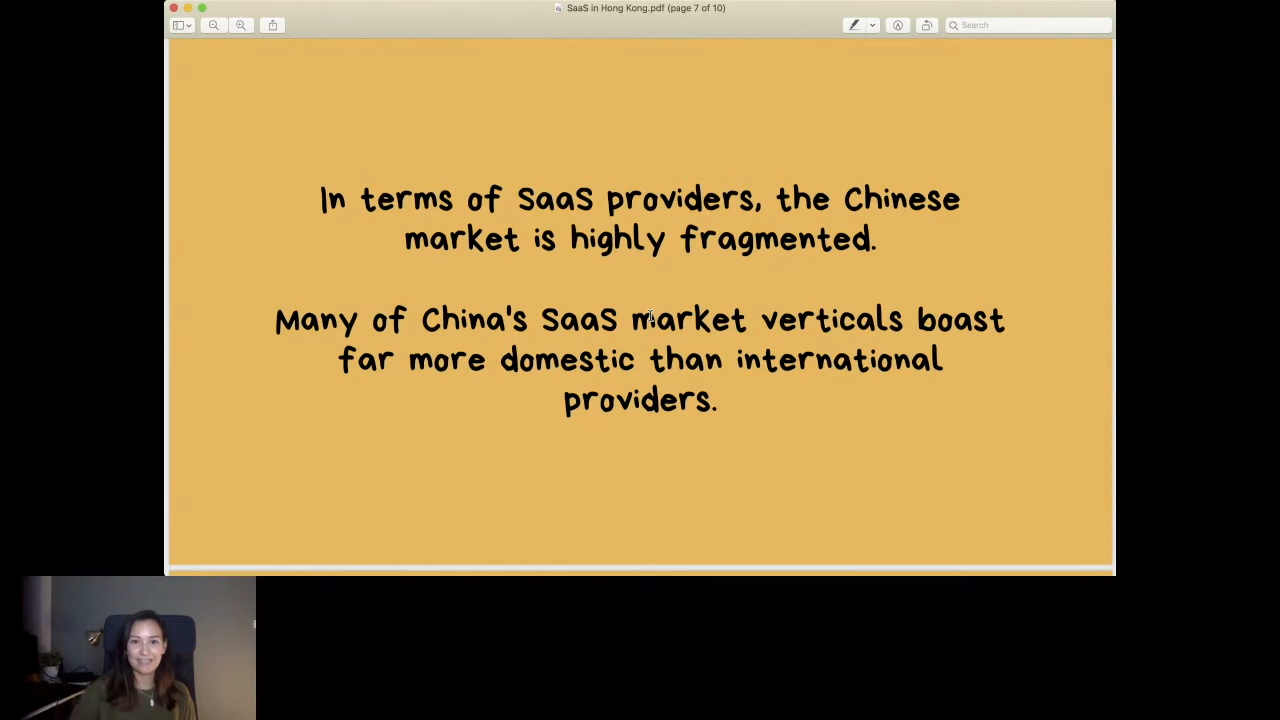 SaaS in Hong Kong.pdf (page 7 of 10)
Search
In terms of SaaS providers, the Chinese
market is highly fragmented.
Many of China's SaaS market verticals boast
far more domestic than international
providers.